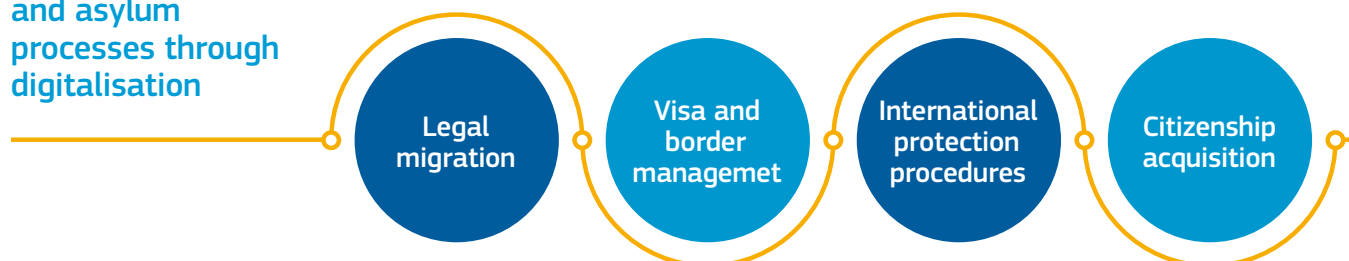 and asylum
processes through
digitalisation
Legal
migration
Visa and
border
managemet
International
protection
procedures
Citizenship
acquisition